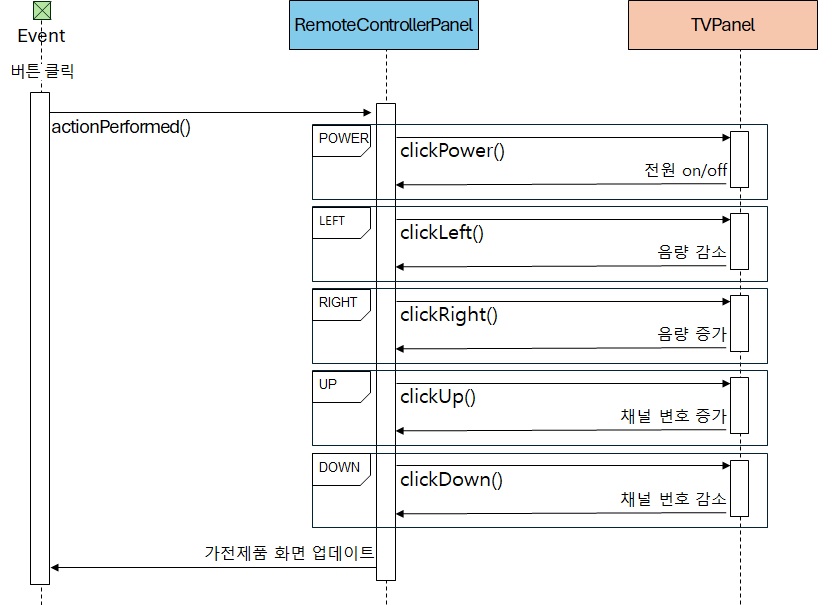 Event
RemoteControllerPanel
TVPanel
버튼 클릭
actionPerformed()
POWER
clickPower()
전원 on/off
LEFT
clickLeft()
음량 감소
RIGHT
clickRight()
음량 증가
UP
clickUp()
채널 변호 증가
DOWN
clickDown()
채널 번호 감소
가전제품 화면 업데이트